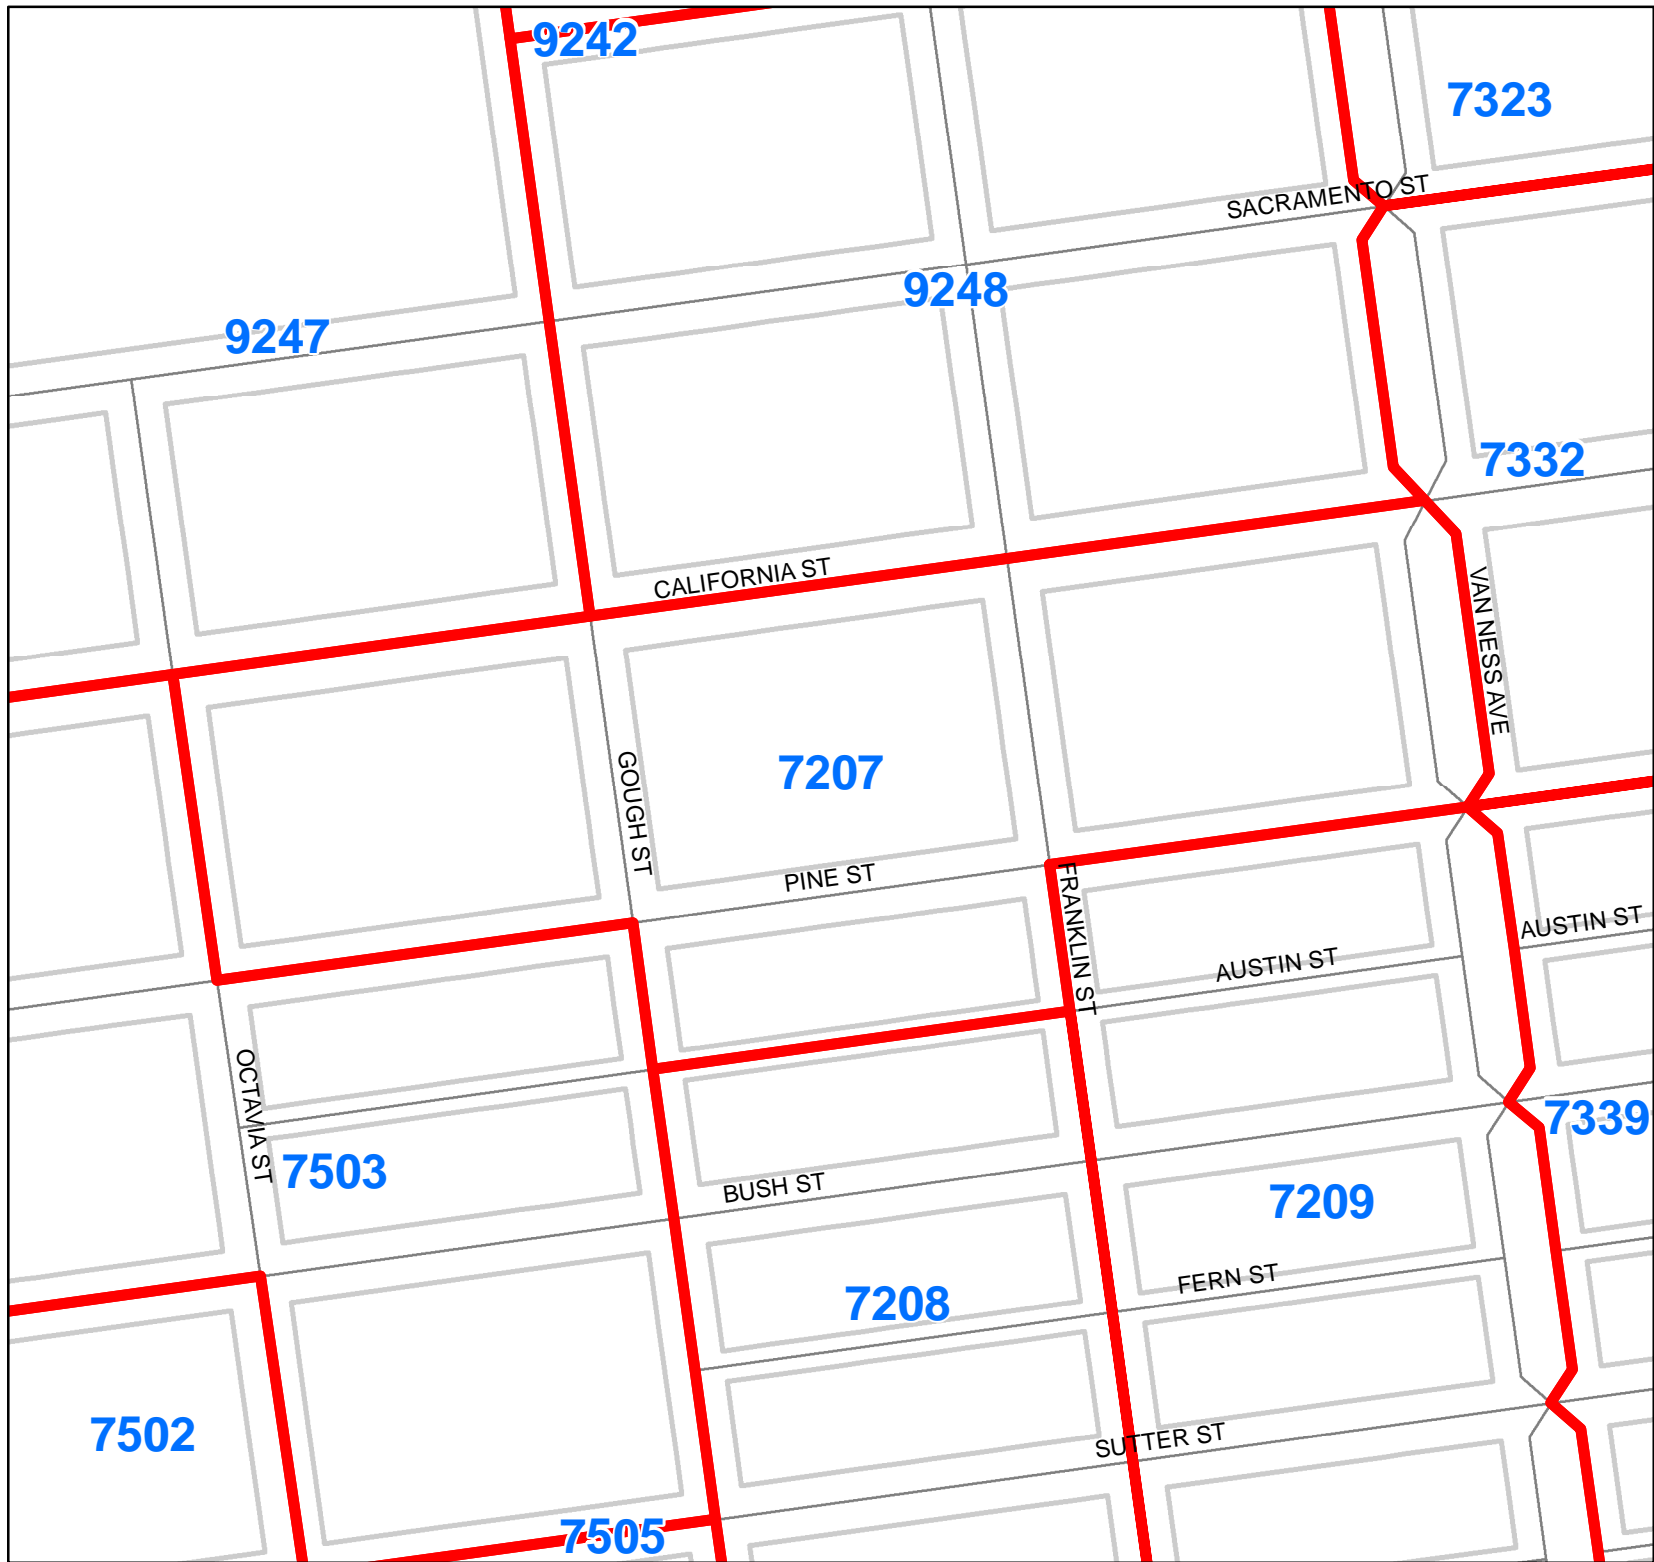 9242
7323
SACRAMENTO ST
9248
9247
7332
CALIFORNIA ST
VAN NESS AVE
7207
GOUGH ST
PINE ST
FRANKLIN ST
AUSTIN ST
AUSTIN ST
OCTAVIA ST
7339
7503
BUSH ST
7209
FERN ST
7208
7502
SUTTER ST
7505